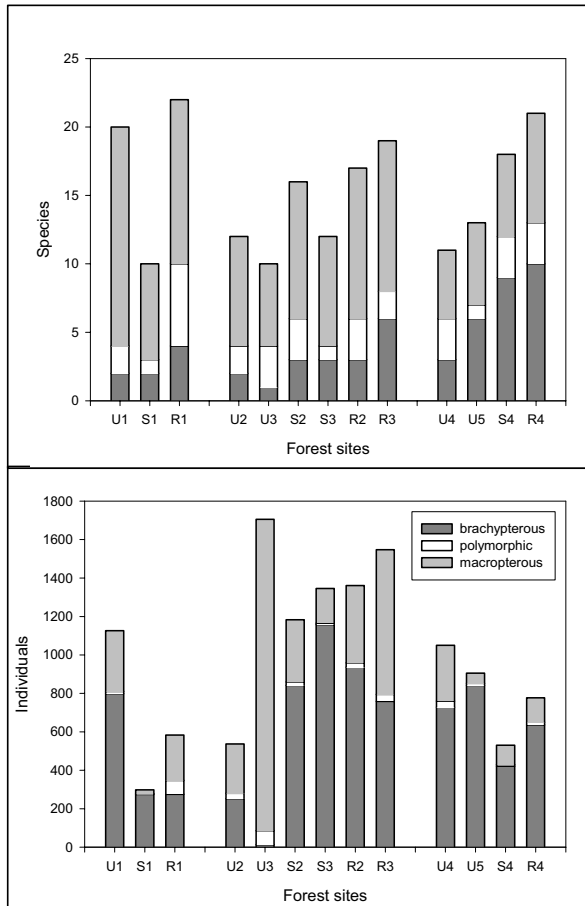 25
20
15
10
5
0
Species
U1 S1 R1 U2 U3 S2 S3 R2 R3 U4 U5 S4 R4
Forest sites
1800
1600
1400
1200
1000
800
600
400
200
0
Individuals
brachypterous
polymorphic
macropterous
U1 S1 R1 U2 U3 S2 S3 R2 R3 U4 U5 S4 R4
Forest sites